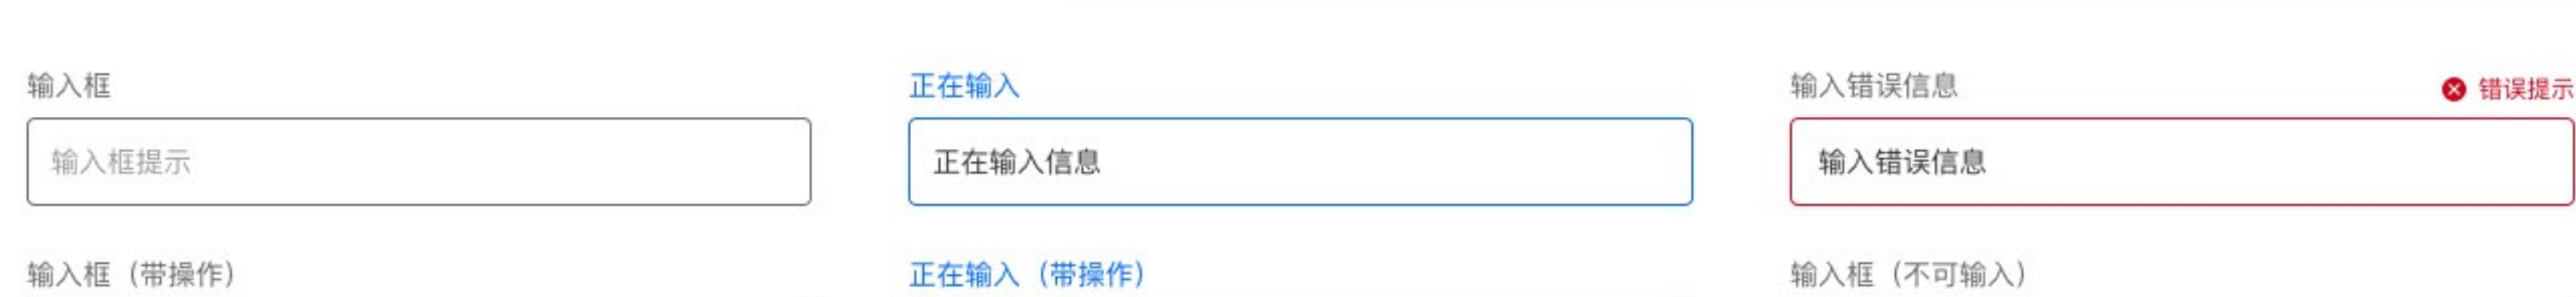 输入框
正在输入
输入错误信息
错误提示
输入框提示
正在输入信息
输入错误信息
输入框（带操作）
正在输入（带操作）
输入框（不可输入）